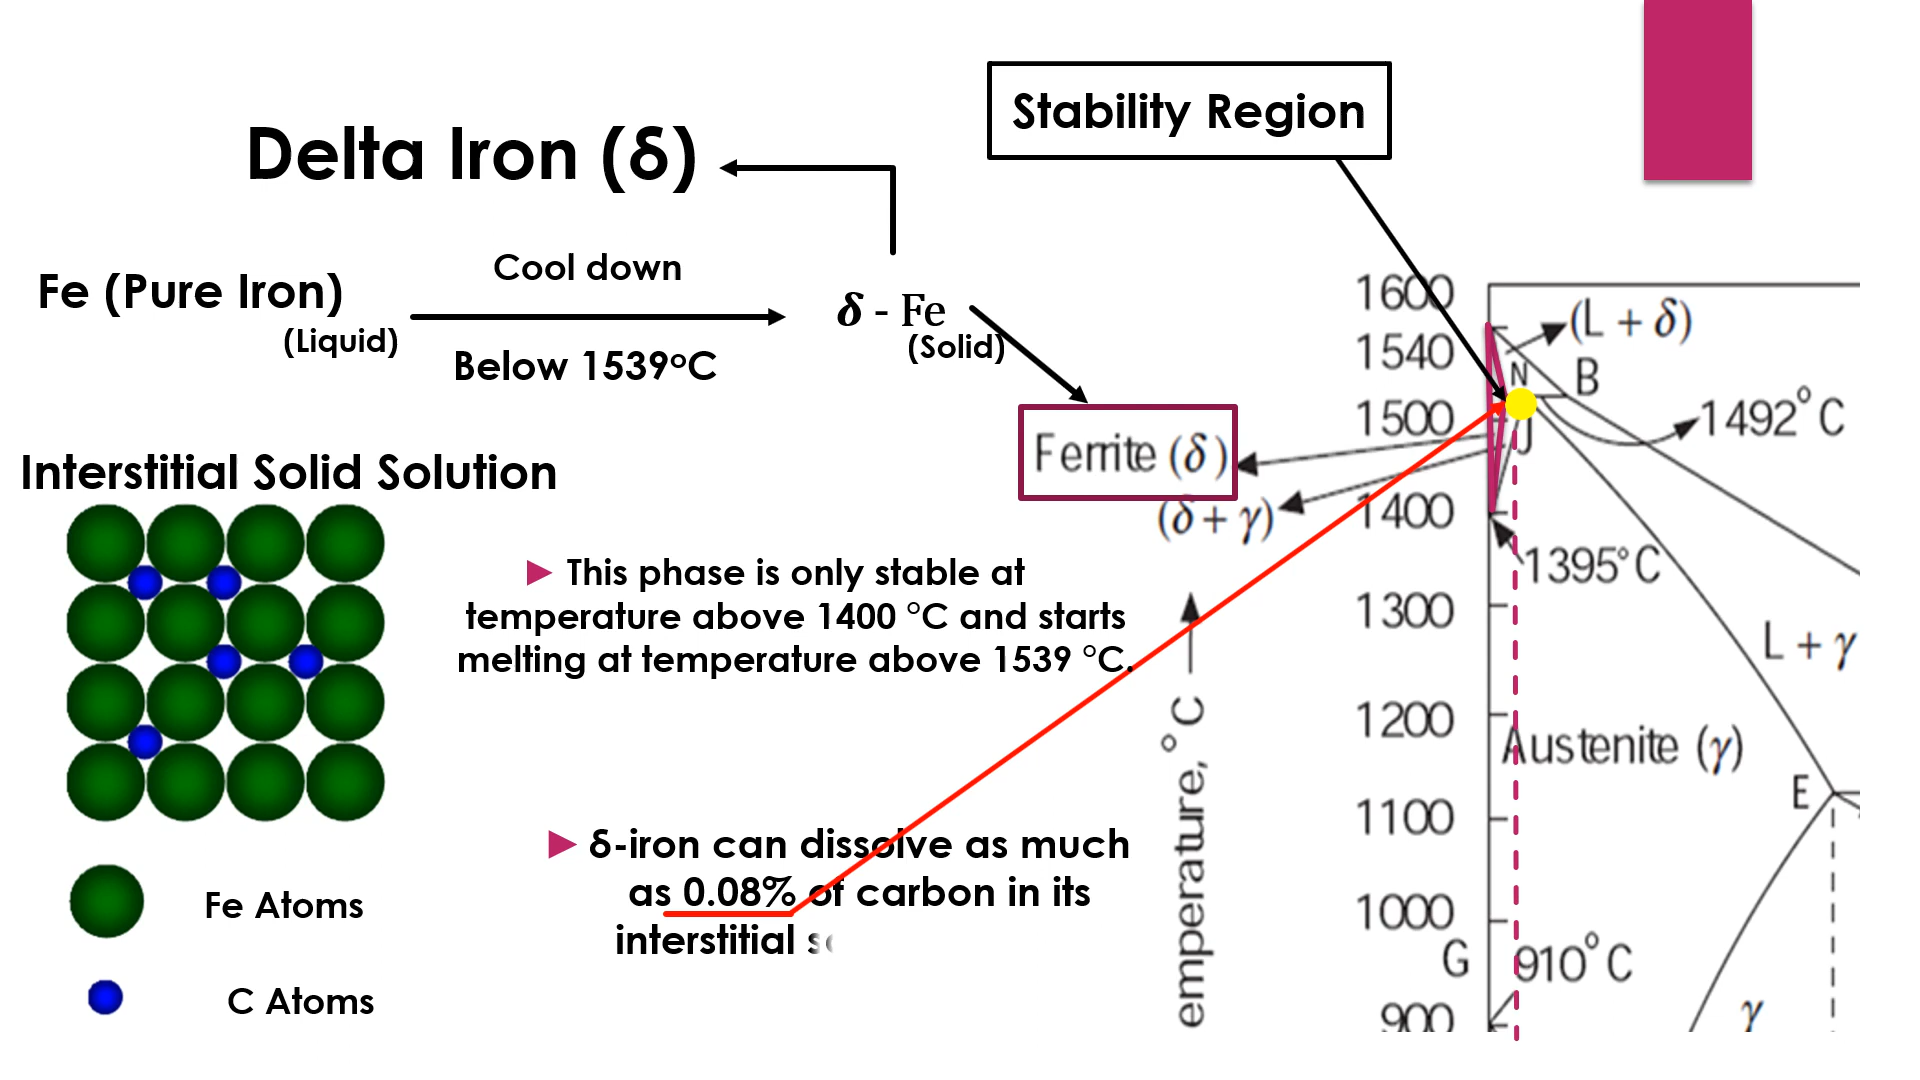 Stability Region
Delta Iron (δ)
Fe (Pure Iron)
(Liquid)
Cool down
Below 1539°C
δ - Fe
(Solid)
Interstitial Solid Solution
Fe Atoms
C Atoms
► This phase is only stable at
temperature above 1400 °C and starts
melting at temperature above 1539 °C.
► δ-iron can dissolve as much
as 0.08% of carbon in its
interstitial
Ferrite (δ)
(δ + γ)
emperature, °C
1600
1540
1500
1400
1300
1200
1100
1000
900
(L + δ)
N
B
J
1492°C
1395°C
L + γ
Austenite (γ)
E
G
910°C
γ